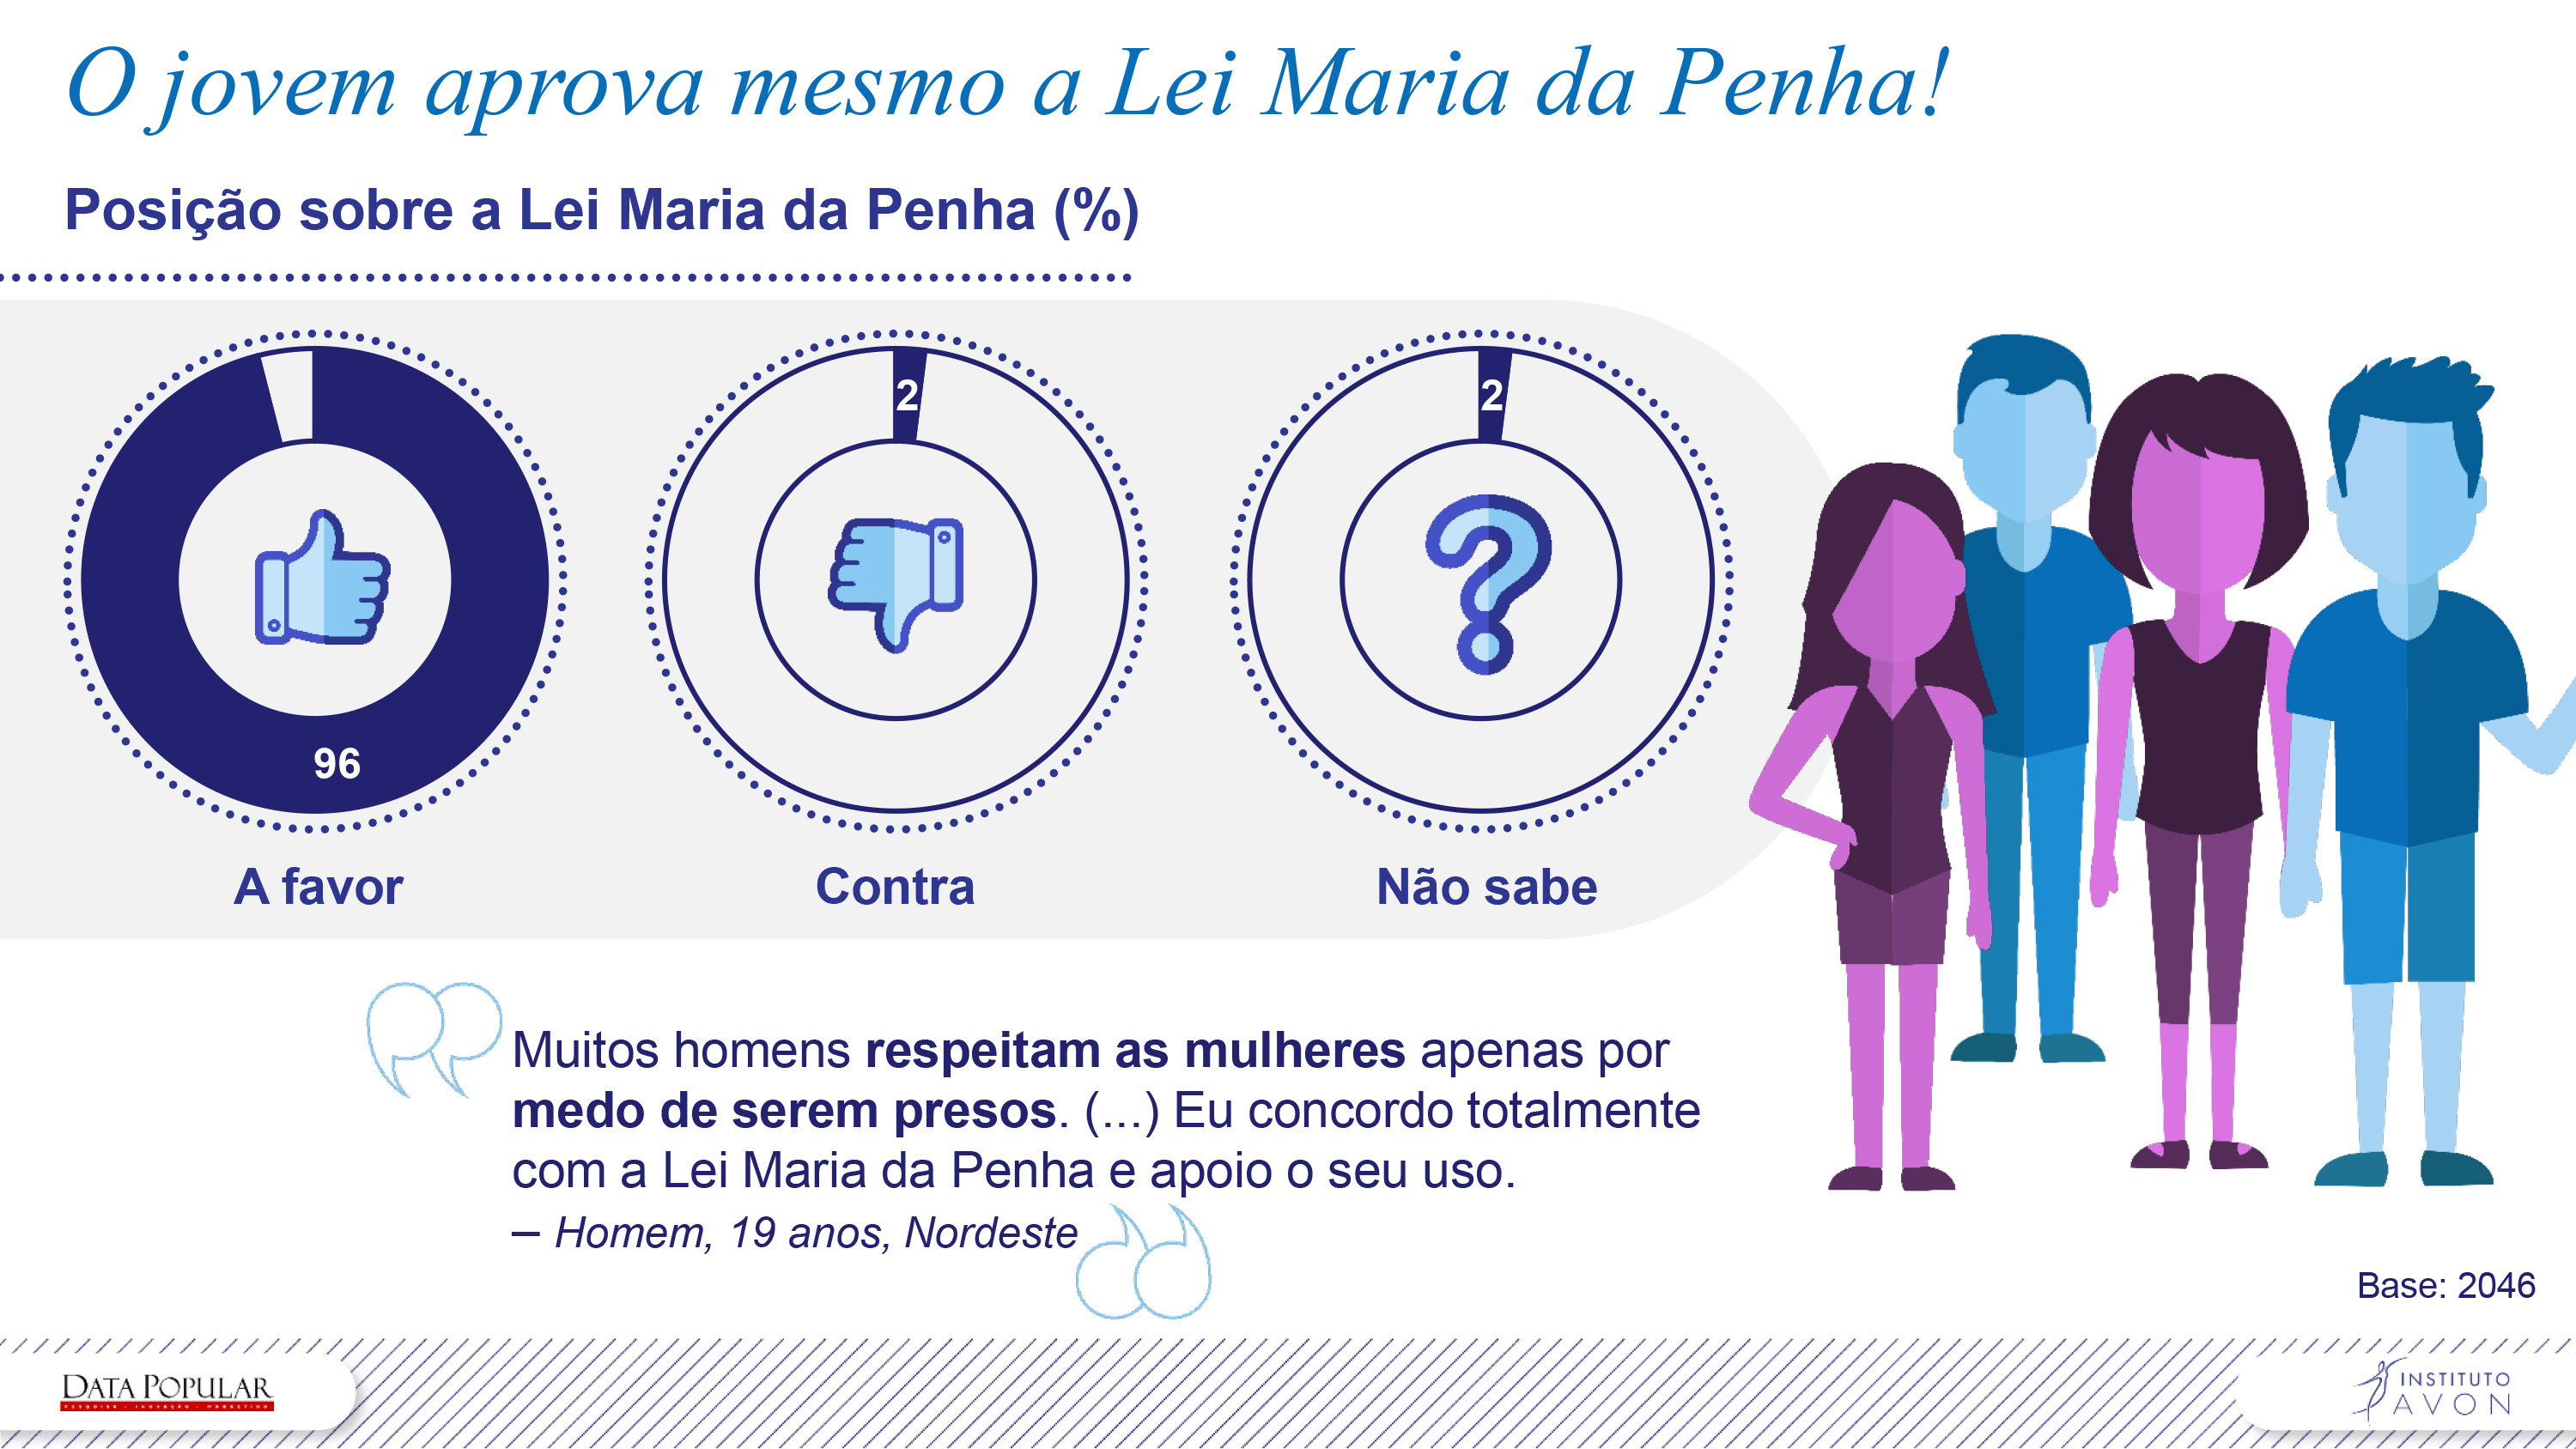 O jovem aprova mesmo a Lei Maria da Penha!
Posição sobre a Lei Maria da Penha (%)
96
2
2
A favor
Contra
Não sabe
Muitos homens respeitam as mulheres apenas por
medo de serem presos. (...) Eu concordo totalmente
com a Lei Maria da Penha e apoio o seu uso.
– Homem, 19 anos, Nordeste
Base: 2046
DATA POPULAR
PESQUISA · INOVAÇÃO · MARKETING
INSTITUTO
AVON